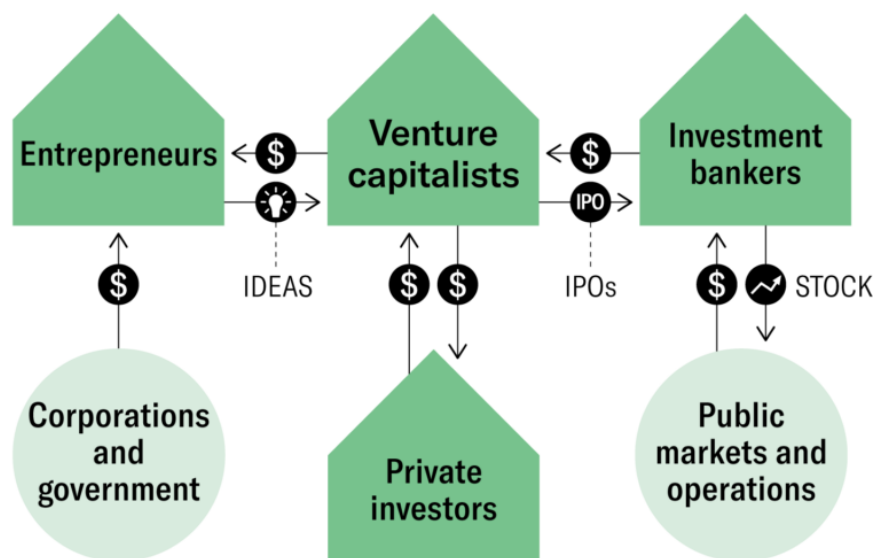 Entrepreneurs
$
Venture
capitalists
$
Investment
bankers
IPO
$
IDEAS
$
$
IPOs
$
STOCK
Corporations
and
government
Private
investors
Public
markets and
operations